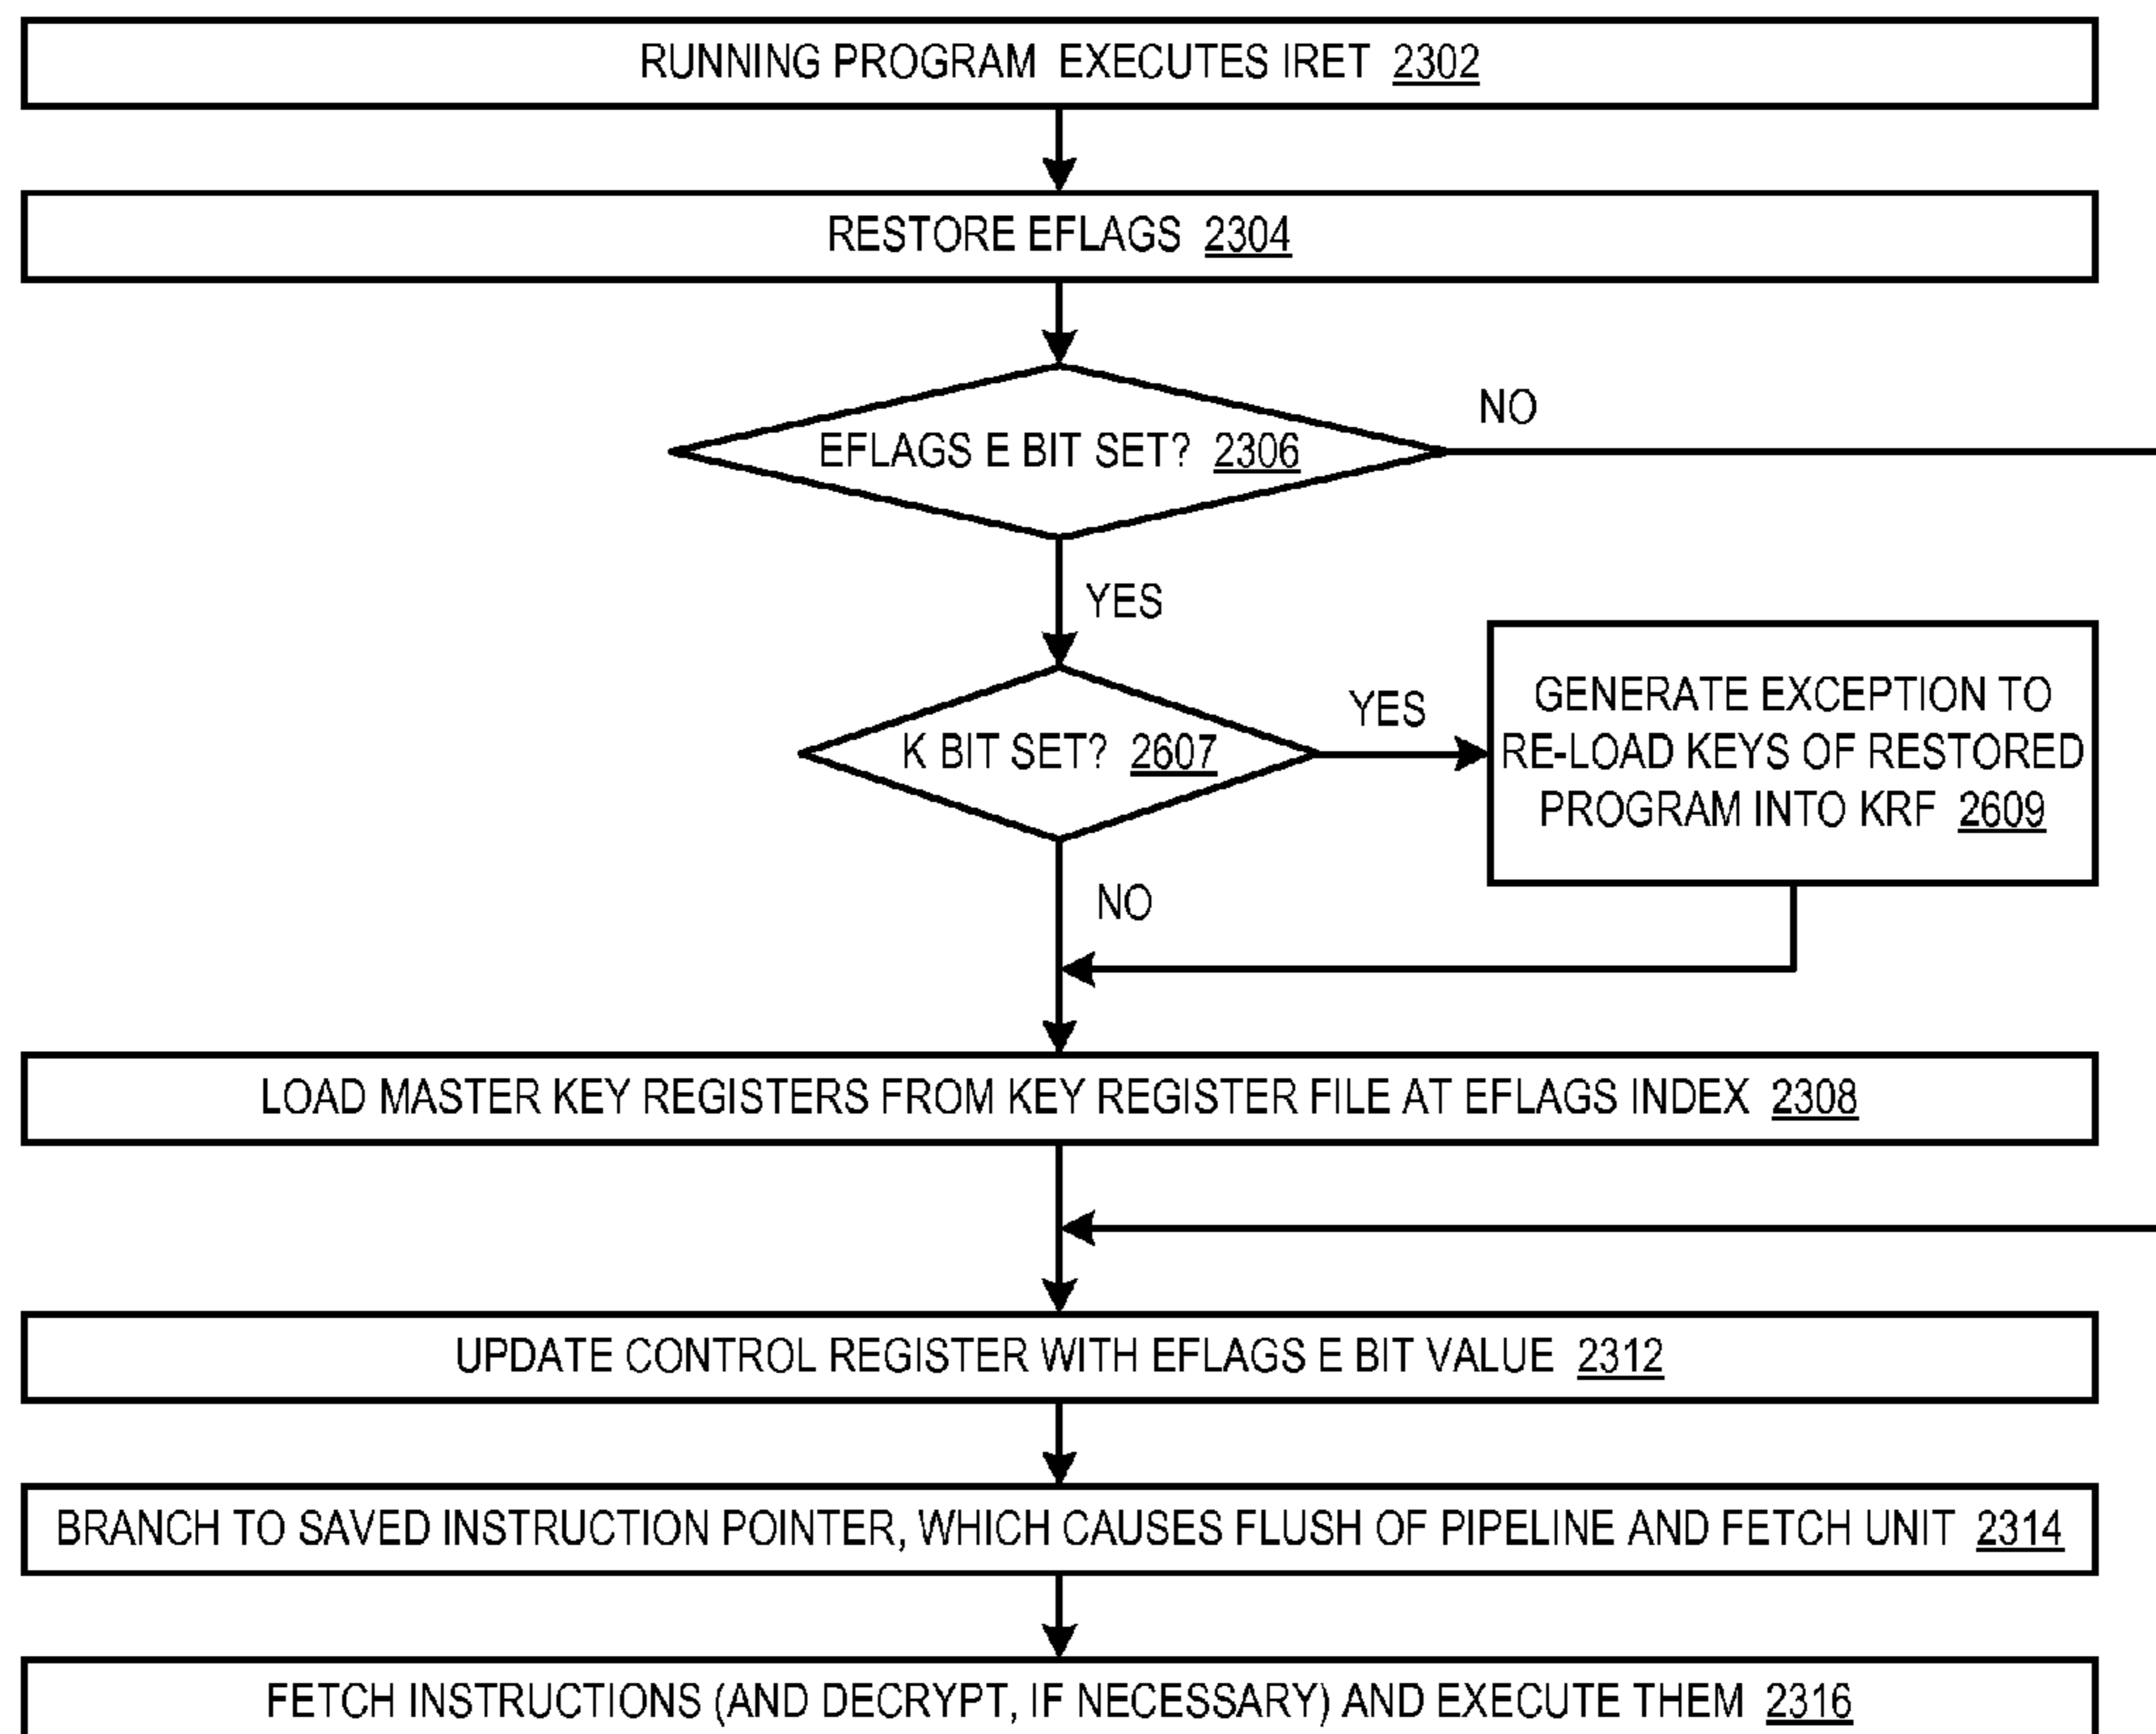 RUNNING PROGRAM EXECUTES IRET 2302
RESTORE EFLAGS 2304
NO
EFLAGS E BIT SET? 2306
YES
GENERATE EXCEPTION TO
RE-LOAD KEYS OF RESTORED
PROGRAM INTO KRF 2609
YES
K BIT SET? 2607
NO
LOAD MASTER KEY REGISTERS FROM KEY REGISTER FILE AT EFLAGS INDEX 2308
UPDATE CONTROL REGISTER WITH EFLAGS E BIT VALUE 2312
BRANCH TO SAVED INSTRUCTION POINTER, WHICH CAUSES FLUSH OF PIPELINE AND FETCH UNIT 2314
FETCH INSTRUCTIONS (AND DECRYPT, IF NECESSARY) AND EXECUTE THEM 2316